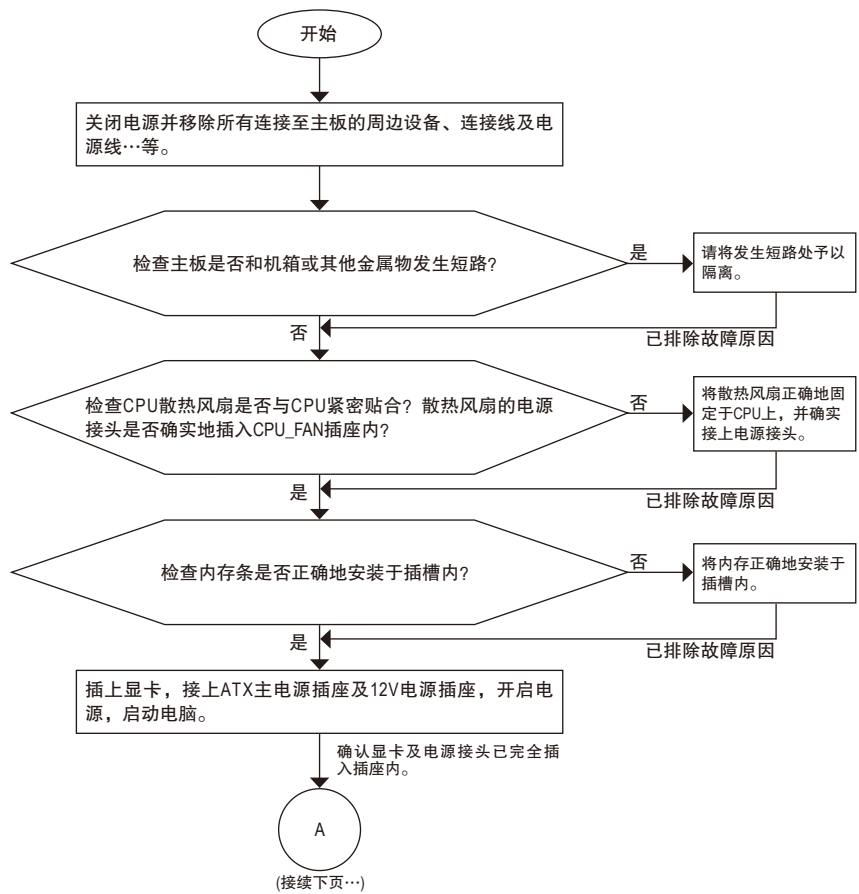 开始
关闭电源并移除所有连接至主板的周边设备、连接线及电
源线…等。
检查主板是否和机箱或其他金属物发生短路？
是
请将发生短路处予以
隔离。
否
已排除故障原因
检查CPU散热风扇是否与CPU紧密贴合？散热风扇的电源
接头是否确实地插入CPU_FAN插座内？
否
将散热风扇正确地固
定于CPU上，并确实
接上电源接头。
是
已排除故障原因
检查内存条是否正确地安装于插槽内？
否
将内存正确地安装于
插槽内。
是
已排除故障原因
插上显卡，接上ATX主电源插座及12V电源插座，开启电
源，启动电脑。
确认显卡及电源接头已完全插
入插座内。
A
(接续下页…)